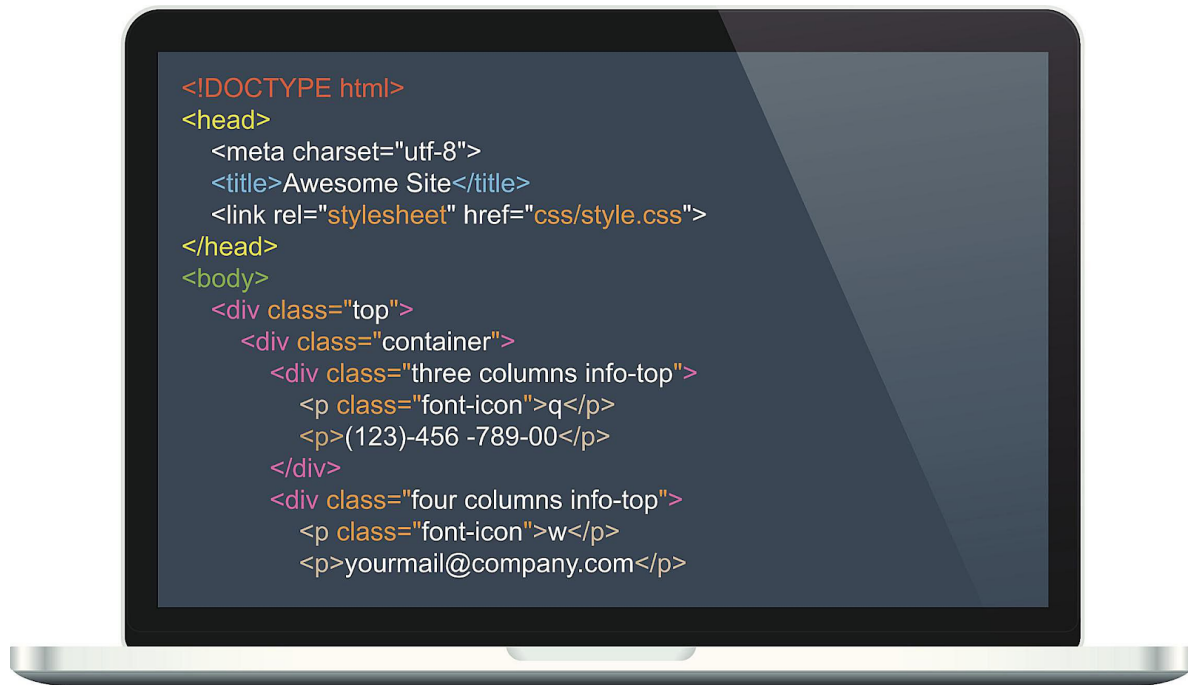 <!DOCTYPE html>
<head>
<meta charset="utf-8">
<title>Awesome Site</title>
<link rel="stylesheet" href="css/style.css">
</head>
<body>
<div class="top">
<div class="container">
<div class="three columns info-top">
<p class="font-icon">q</p>
<p>(123)-456 -789-00</p>
</div>
<div class="four columns info-top">
<p class="font-icon">w</p>
<p>yourmail@company.com</p>